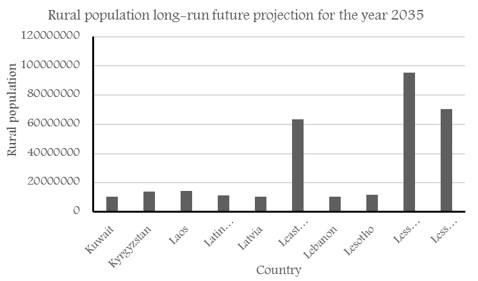 Rural population long-run future projection for the year 2035
120000000
100000000
80000000
60000000
40000000
20000000
0
Rural population
Kuwait
Kyrgyzstan
Laos
Latin...
Latvia
Least...
Lebanon
Lesotho
Less...
Less...
Country